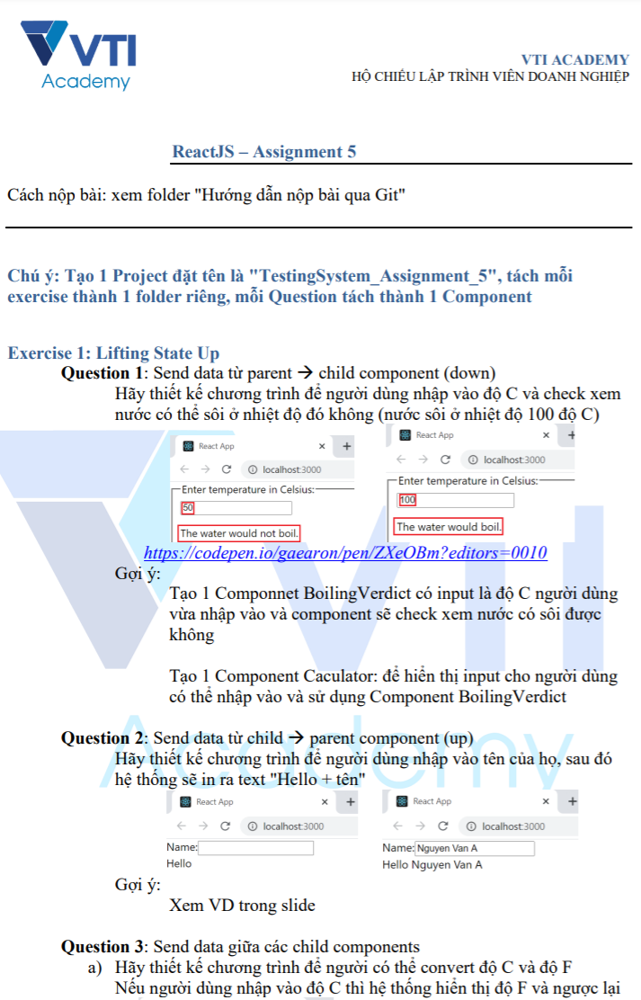 VTI
Academy
VTI ACADEMY
HỘ CHIẾU LẬP TRÌNH VIÊN DOANH NGHIỆP
ReactJS – Assignment 5
Cách nộp bài: xem folder "Hướng dẫn nộp bài qua Git"
Chú ý: Tạo 1 Project đặt tên là "TestingSystem_Assignment_5", tách mỗi
exercise thành 1 folder riêng, mỗi Question tách thành 1 Component
Exercise 1: Lifting State Up
Question 1: Send data từ parent → child component (down)
Hãy thiết kế chương trình để người dùng nhập vào độ C và check xem
nước có thể sôi ở nhiệt độ đó không (nước sôi ở nhiệt độ 100 độ C)
React App × +
← → C localhost:3000
Enter temperature in Celsius:
50
The water would not boil.
React App × +
← → C localhost:3000
Enter temperature in Celsius:
100
The water would boil.
https://codepen.io/gaearon/pen/ZXeOBm?editors=0010
Gợi ý:
Tạo 1 Componnet BoilingVerdict có input là độ C người dùng
vừa nhập vào và component sẽ check xem nước có sôi được
không
Tạo 1 Component Caculator: để hiển thị input cho người dùng
có thể nhập vào và sử dụng Component BoilingVerdict
Question 2: Send data từ child → parent component (up)
Hãy thiết kế chương trình để người dùng nhập vào tên của họ, sau đó
hệ thống sẽ in ra text "Hello + tên"
React App × +
← → C localhost:3000
Name:
Hello
React App × +
← → C localhost:3000
Name: Nguyen Van A
Hello Nguyen Van A
Gợi ý:
Xem VD trong slide
Question 3: Send data giữa các child components
a) Hãy thiết kế chương trình để người có thể convert độ C và độ F
Nếu người dùng nhập vào độ C thì hệ thống hiển thị độ F và ngược lại
VTI
Academy